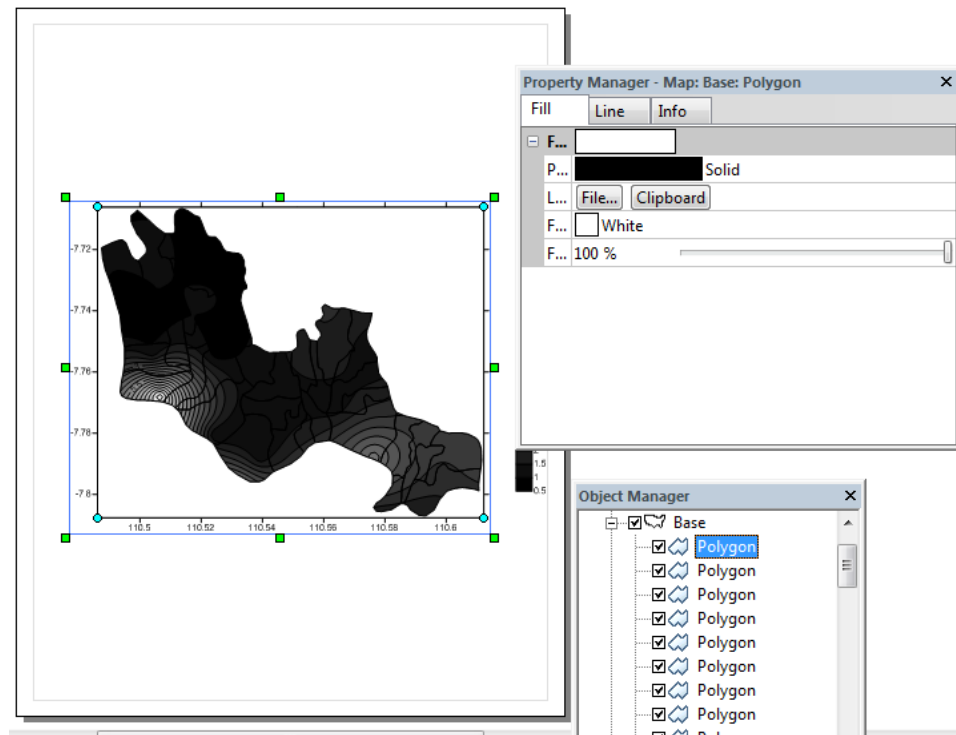 Property Manager - Map: Base: Polygon
Fill Line Info
F...
P... Solid
L... File... Clipboard
F... White
F... 100 %
-7.72
-7.74
-7.76
-7.78
-7.8
110.5 110.52 110.54 110.56 110.58 110.6
1.5
1
0.5
Object Manager
Base
Polygon
Polygon
Polygon
Polygon
Polygon
Polygon
Polygon
Polygon